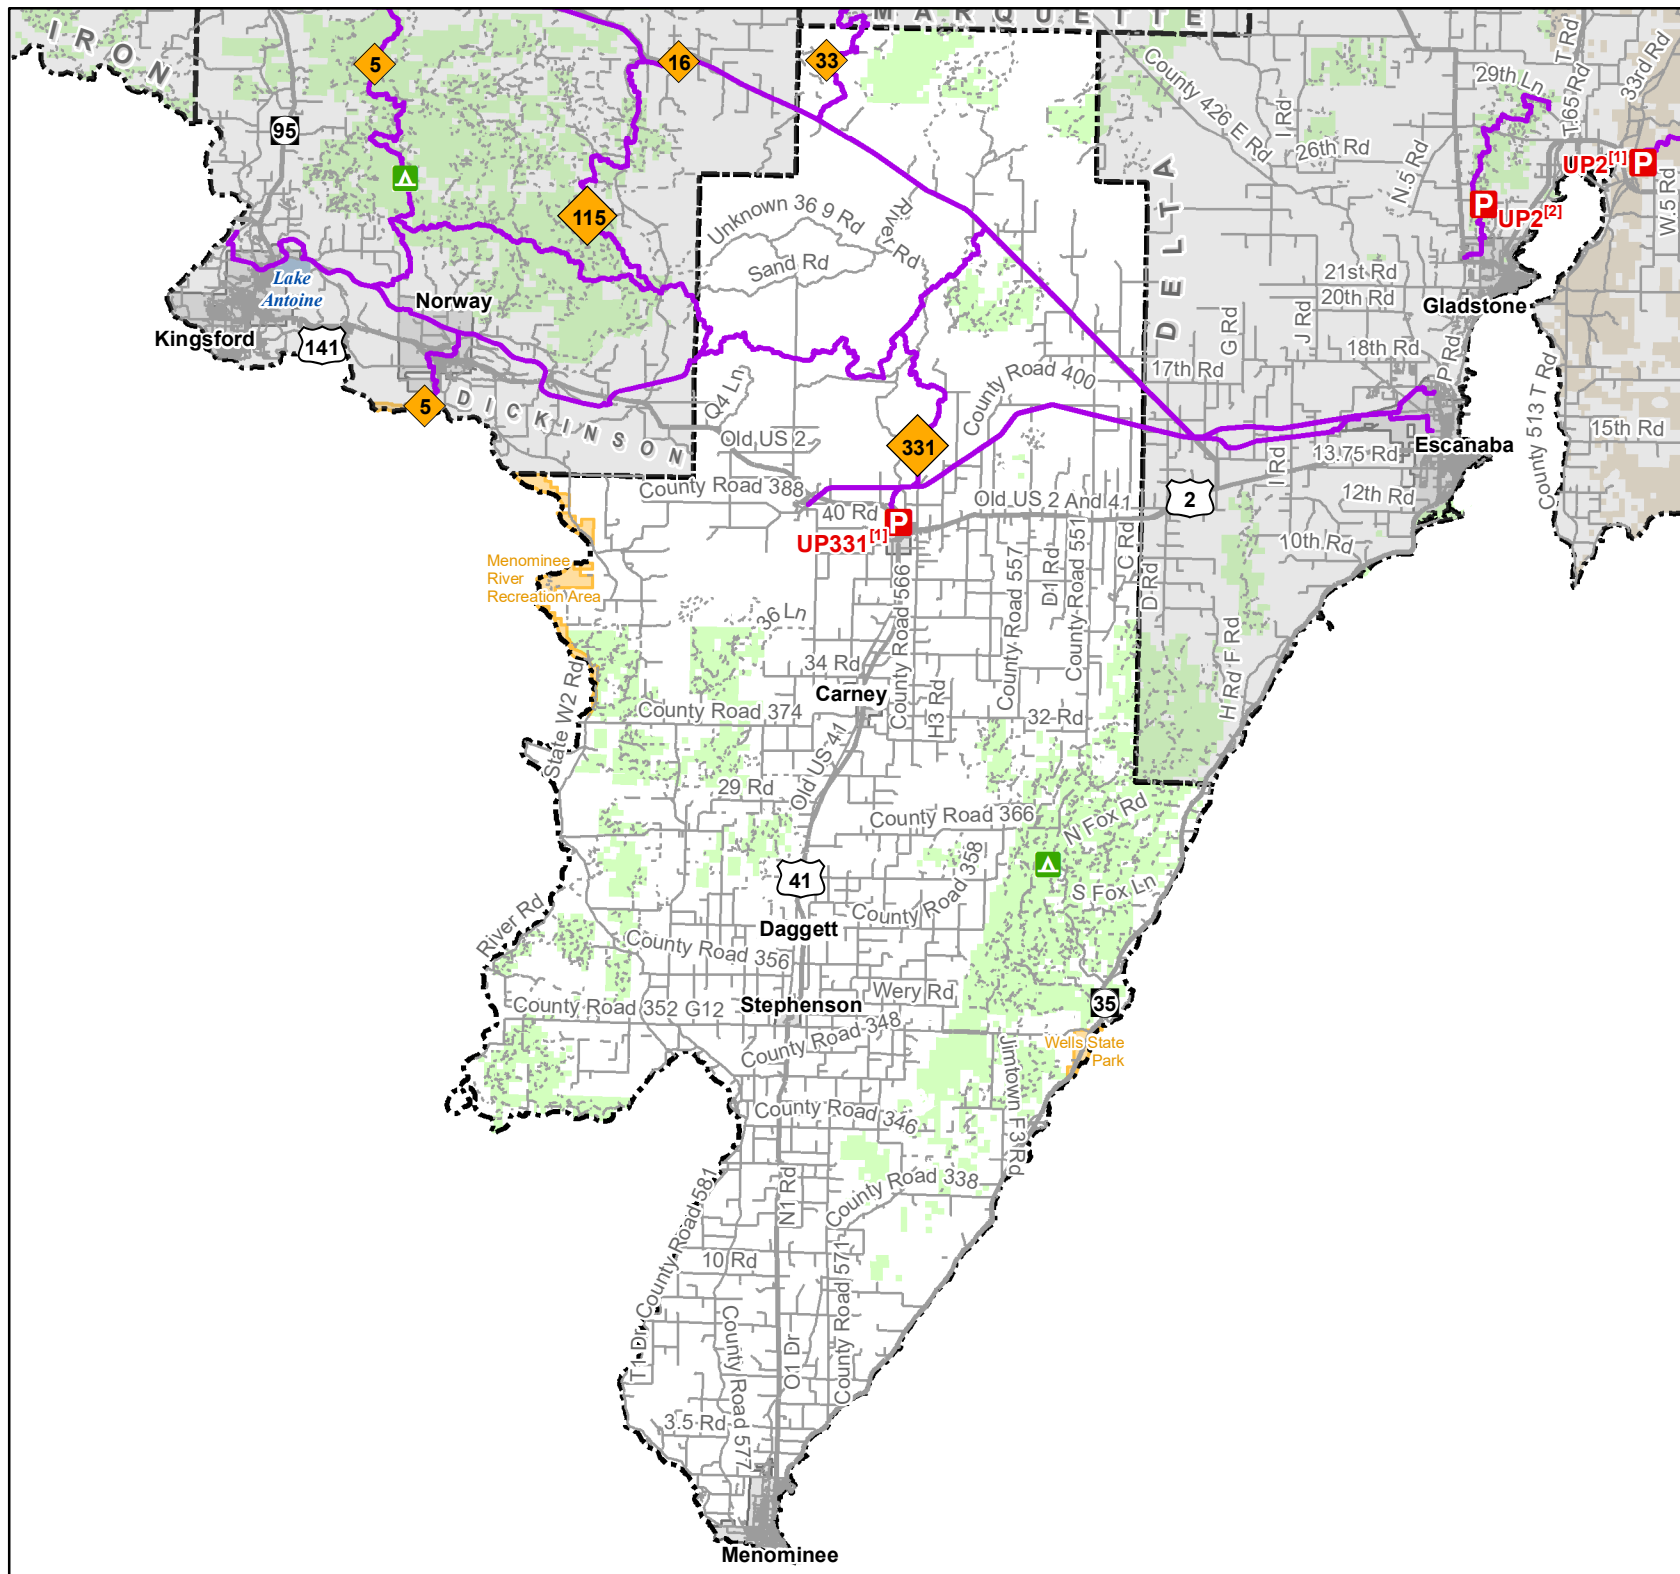 MARQUETTE
IRON
5
16
33
95
115
County 426 E Rd
I Rd
26th Rd
N.5 Rd
29th Ln
T Rd
T.65 Rd
33rd Rd
UP2[1]
P
W.5 Rd
P
UP2[2]
DELTA
Unknown 36 9 Rd
River Rd
Sand Rd
Lake
Antoine
Norway
Kingsford
141
21st Rd
20th Rd
Gladstone
G Rd
J Rd
18th Rd
P Rd
17th Rd
County Road 400
Q4 Ln
5
DICKINSON
Old US 2
331
County Road 388
40 Rd
P
UP331[1]
Old US 2 And 41
2
I Rd
13.75 Rd
Escanaba
12th Rd
10th Rd
15th Rd
County 513 T Rd
Menominee
River
Recreation Area
County Road 566
County Road 557
D1 Rd
County Road 551
C Rd
D Rd
H Rd F Rd
36 Ln
34 Rd
Carney
State W2 Rd
County Road 374
H3 Rd
32 Rd
Old US 41
29 Rd
County Road 366
N Fox Rd
41
County Road 358
S Fox Ln
River Rd
Daggett
County Road 356
Wery Rd
County Road 352 G12
Stephenson
35
County Road 348
Wells State
Park
Jimtown F3 Rd
County Road 346
County Road 581
N1 Rd
County Road 338
10 Rd
County Road 571
T1 Dr
County Road 577
O1 Dr
3.5 Rd
Menominee